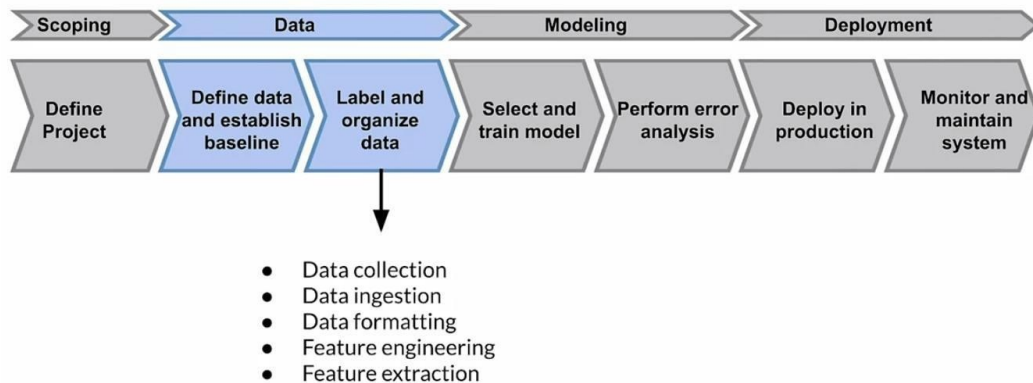 Scoping
Data
Modeling
Deployment
Define
Project
Define data
and establish
baseline
Label and
organize
data
Select and
train model
Perform error
analysis
Deploy in
production
Monitor and
maintain
system
● Data collection
● Data ingestion
● Data formatting
● Feature engineering
● Feature extraction